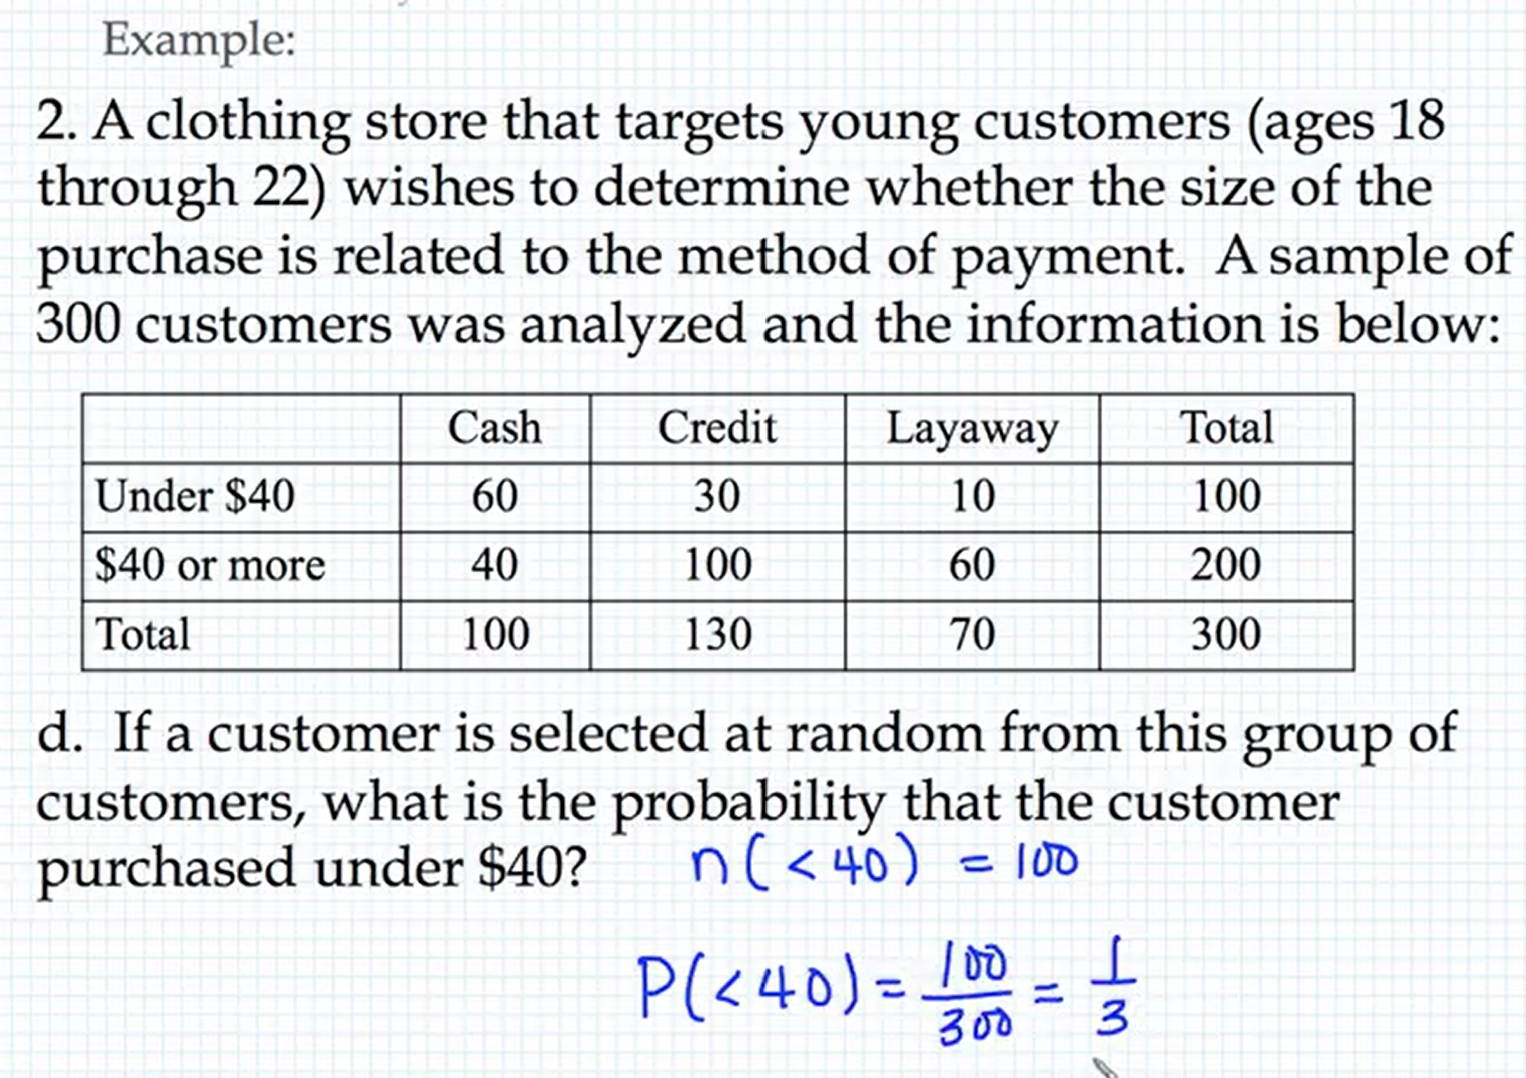 Example:
2. A clothing store that targets young customers (ages 18
through 22) wishes to determine whether the size of the
purchase is related to the method of payment. A sample of
300 customers was analyzed and the information is below:
Cash Credit Layaway Total
Under $40 60 30 10 100
$40 or more 40 100 60 200
Total 100 130 70 300
d. If a customer is selected at random from this group of
customers, what is the probability that the customer
purchased under $40? n(<40) = 100
P(<40) = 100/300 = 1/3